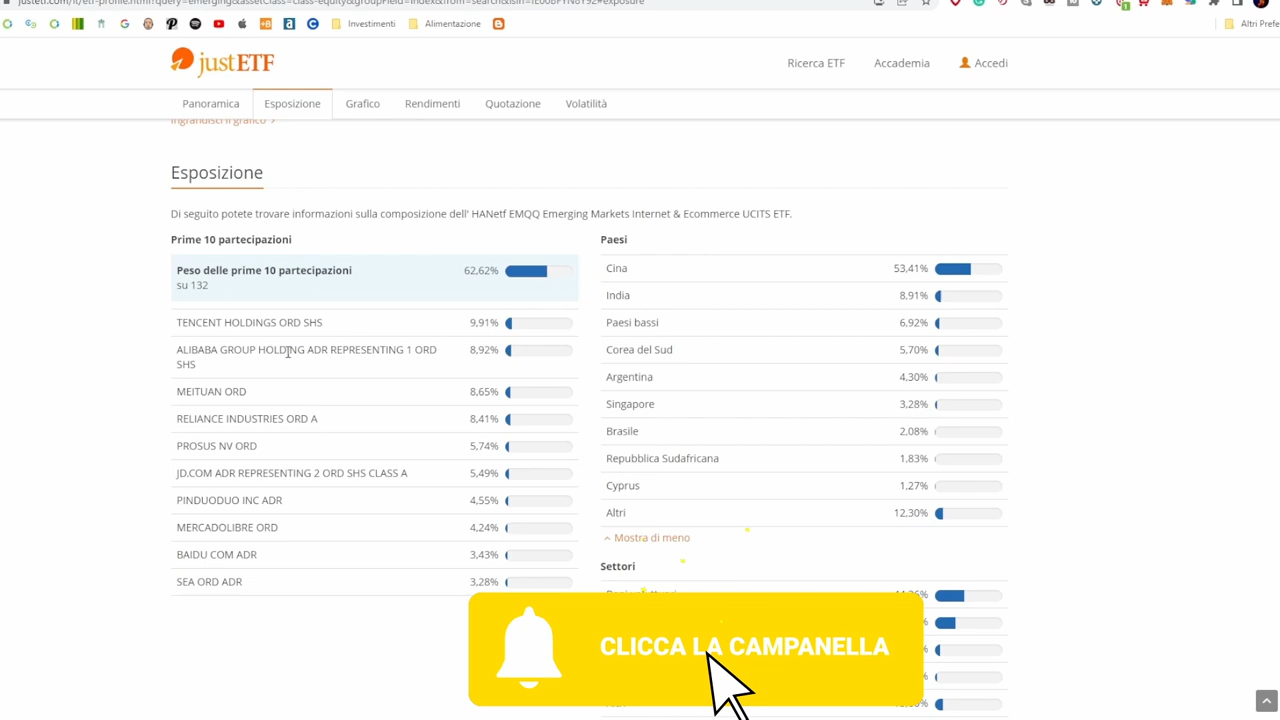 Investimenti
Alimentazione
Altri Prefe
justETF
Ricerca ETF
Accademia
Accedi
Panoramica
Esposizione
Grafico
Rendimenti
Quotazione
Volatilità
Ingrandisci il grafico
Esposizione
Di seguito potete trovare informazioni sulla composizione dell' HANetf EMQQ Emerging Markets Internet & Ecommerce UCITS ETF.
Prime 10 partecipazioni
Peso delle prime 10 partecipazioni 62,62%
su 132
TENCENT HOLDINGS ORD SHS 9,91%
ALIBABA GROUP HOLDING ADR REPRESENTING 1 ORD 8,92%
SHS
MEITUAN ORD 8,65%
RELIANCE INDUSTRIES ORD A 8,41%
PROSUS NV ORD 5,74%
JD.COM ADR REPRESENTING 2 ORD SHS CLASS A 5,49%
PINDUODUO INC ADR 4,55%
MERCADOLIBRE ORD 4,24%
BAIDU COM ADR 3,43%
SEA ORD ADR 3,28%
Paesi
Cina 53,41%
India 8,91%
Paesi bassi 6,92%
Corea del Sud 5,70%
Argentina 4,30%
Singapore 3,28%
Brasile 2,08%
Repubblica Sudafricana 1,83%
Cyprus 1,27%
Altri 12,30%
Mostra di meno
Settori
CLICCA LA CAMPANELLA